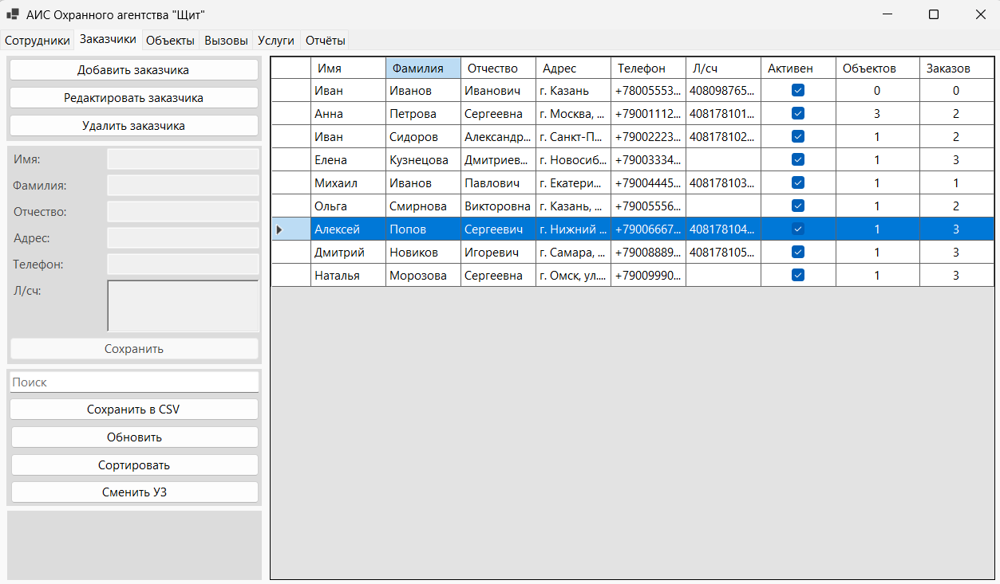 АИС Охранного агентства "Щит"
Сотрудники Заказчики Объекты Вызовы Услуги Отчёты
Добавить заказчика
Редактировать заказчика
Удалить заказчика
Имя:
Фамилия:
Отчество:
Адрес:
Телефон:
Л/сч:
Сохранить
Поиск
Сохранить в CSV
Обновить
Сортировать
Сменить УЗ
Имя Фамилия Отчество Адрес Телефон Л/сч Активен Объектов Заказов
Иван Иванов Иванович г. Казань +78005553... 408098765... 0 0
Анна Петрова Сергеевна г. Москва, ... +79001112... 408178101... 3 2
Иван Сидоров Александр... г. Санкт-П... +79002223... 408178102... 1 2
Елена Кузнецова Дмитриев... г. Новосиб... +79003334... 1 3
Михаил Иванов Павлович г. Екатери... +79004445... 408178103... 1 1
Ольга Смирнова Викторовна г. Казань, ... +79005556... 1 2
Алексей Попов Сергеевич г. Нижний ... +79006667... 408178104... 1 3
Дмитрий Новиков Игоревич г. Самара, ... +79008889... 408178105... 1 3
Наталья Морозова Сергеевна г. Омск, ул.... +79009990... 1 3